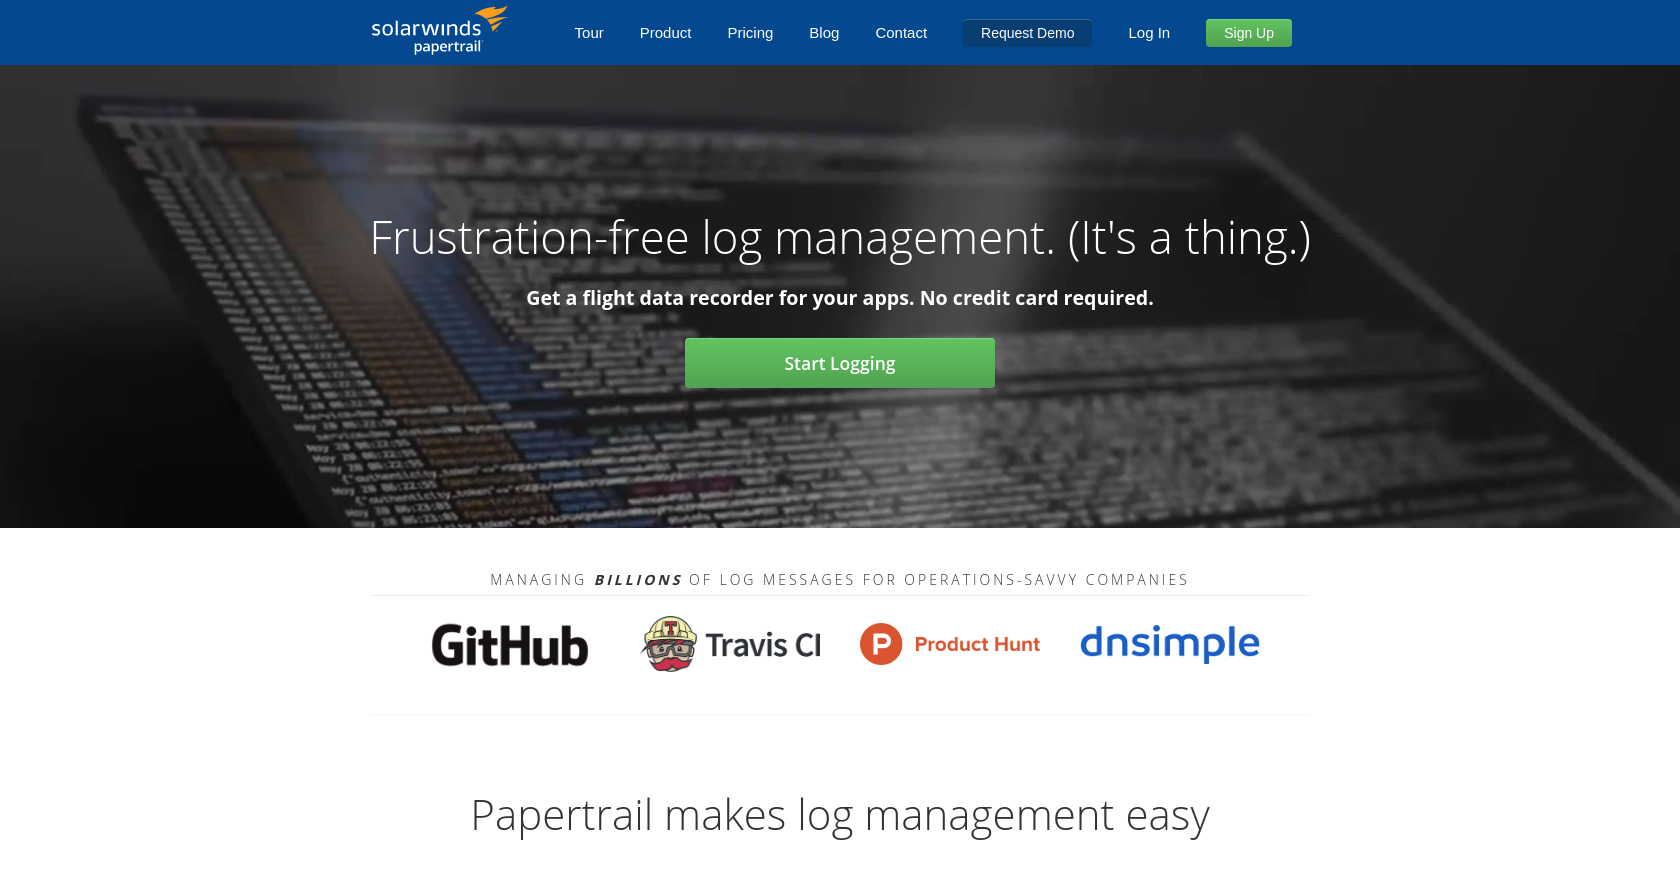 solarwinds
papertrail
Tour Product Pricing Blog Contact Request Demo Log In Sign Up
Frustration-free log management. (It's a thing.)
Get a flight data recorder for your apps. No credit card required.
Start Logging
MANAGING BILLIONS OF LOG MESSAGES FOR OPERATIONS-SAVVY COMPANIES
GitHub Travis CI Product Hunt dnsimple
Papertrail makes log management easy